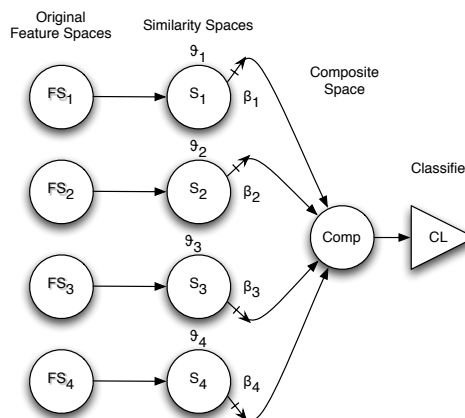 Original
Feature Spaces
Similarity Spaces
Composite
Space
Classifie
FS1
S1
ϑ1
β1
FS2
S2
ϑ2
β2
FS3
S3
ϑ3
β3
FS4
S4
ϑ4
β4
Comp
CL